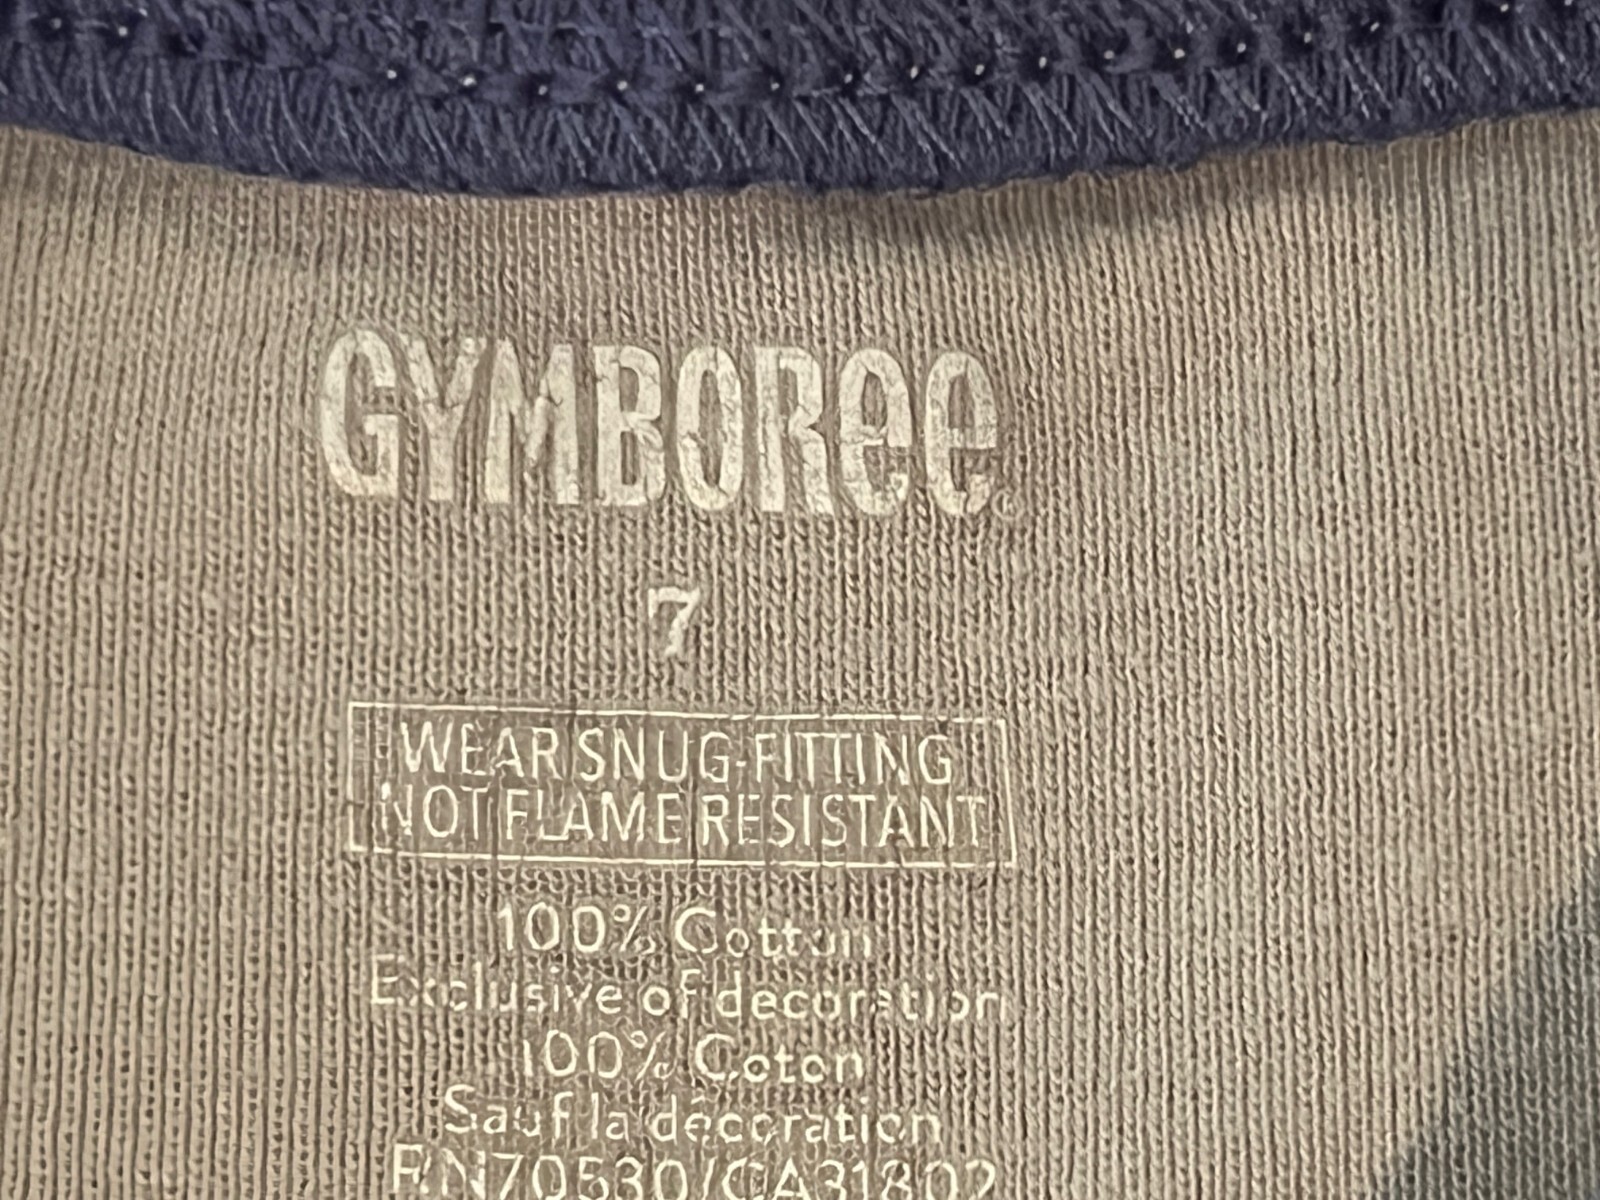 GYMBOREE®
7
WEAR SNUG-FITTING
NOT FLAME RESISTANT
100% Cotton
Exclusive of decoration
100% Coton
Sauf la décoration
RN70530/CA31802